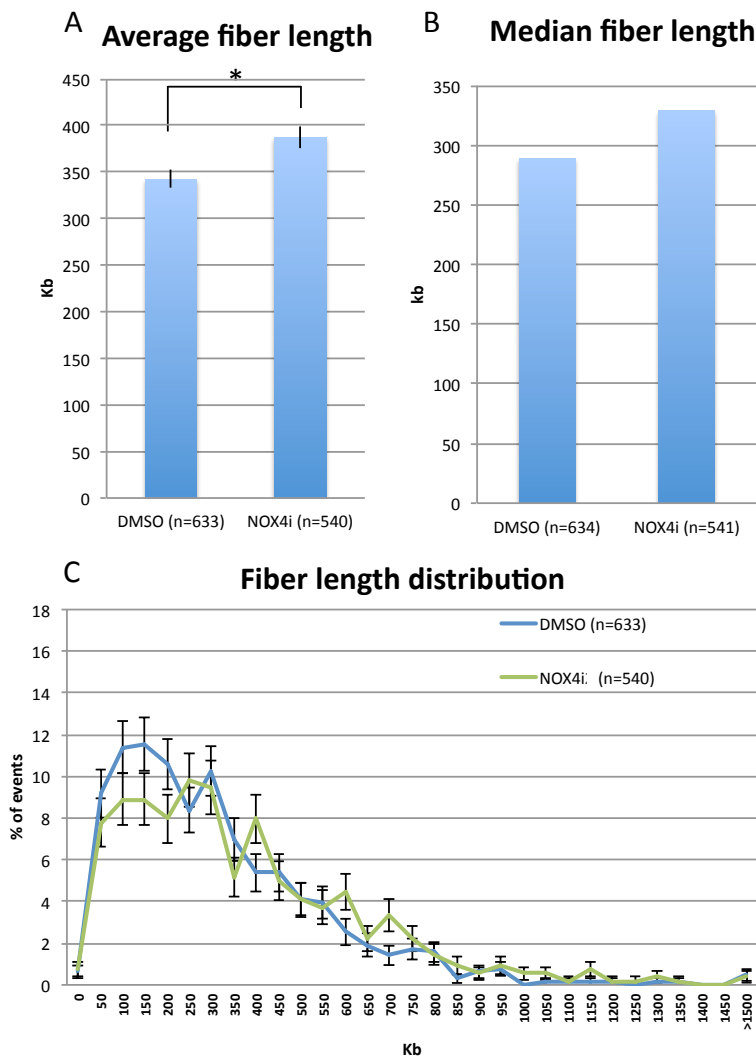 A Average fiber length
*
450
400
350
300
250
200
150
100
50
0
Kb
DMSO (n=633) NOX4i (n=540)
B Median fiber length
350
300
250
200
150
100
50
0
kb
DMSO (n=634) NOX4i (n=541)
C Fiber length distribution
18
16
14
12
10
8
6
4
2
0
% of events
DMSO (n=633)
NOX4i: (n=540)
0 50 100 150 200 250 300 350 400 450 500 550 600 650 700 750 800 850 900 950 1000 1050 1100 1150 1200 1250 1300 1350 1400 1450 >1500
Kb